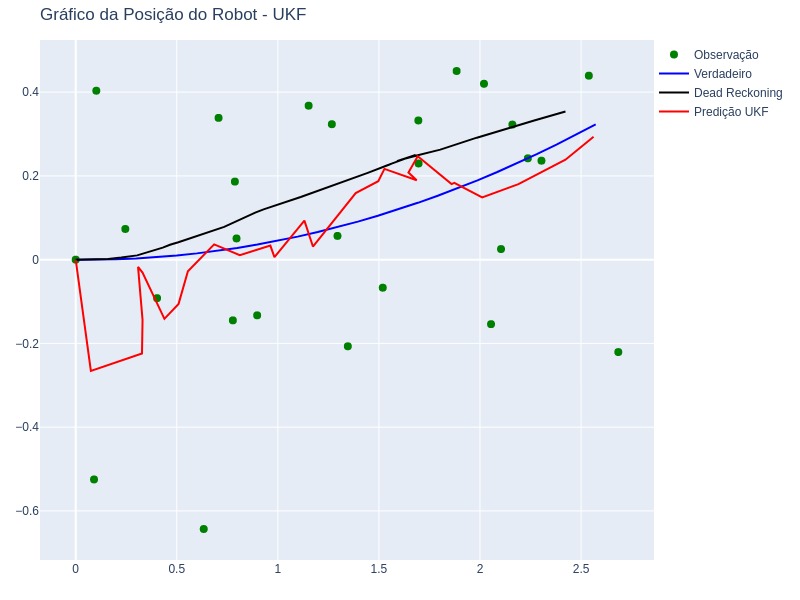 Gráfico da Posição do Robot - UKF
Observação
Verdadeiro
Dead Reckoning
Predição UKF
0.4
0.2
0
−0.2
−0.4
−0.6
0
0.5
1
1.5
2
2.5